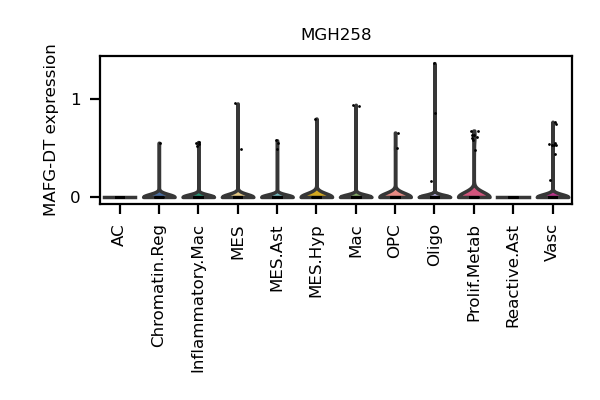 MGH258
MAFG-DT expression
1
0
AC
Chromatin.Reg
Inflammatory.Mac
MES
MES.Ast
MES.Hyp
Mac
OPC
Oligo
Prolif.Metab
Reactive.Ast
Vasc